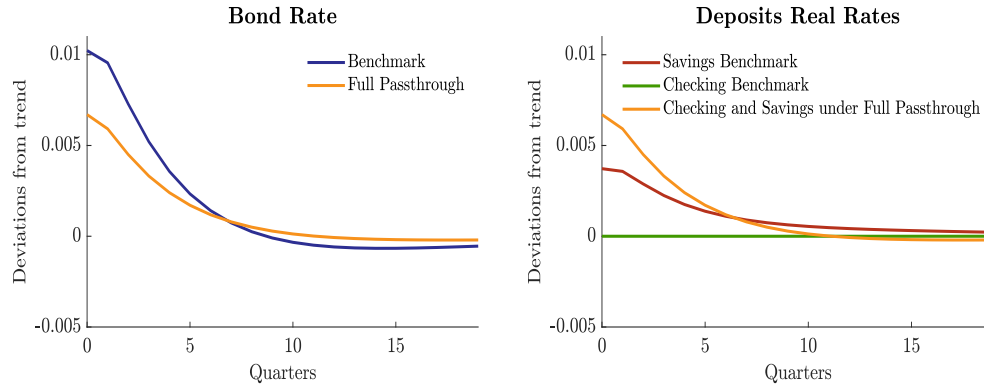 Bond Rate
0.01
0.005
0
-0.005
Deviations from trend
Benchmark
Full Passthrough
0
5
10
15
Quarters
Deposits Real Rates
0.01
0.005
0
-0.005
Deviations from trend
Savings Benchmark
Checking Benchmark
Checking and Savings under Full Passthrough
0
5
10
15
Quarters